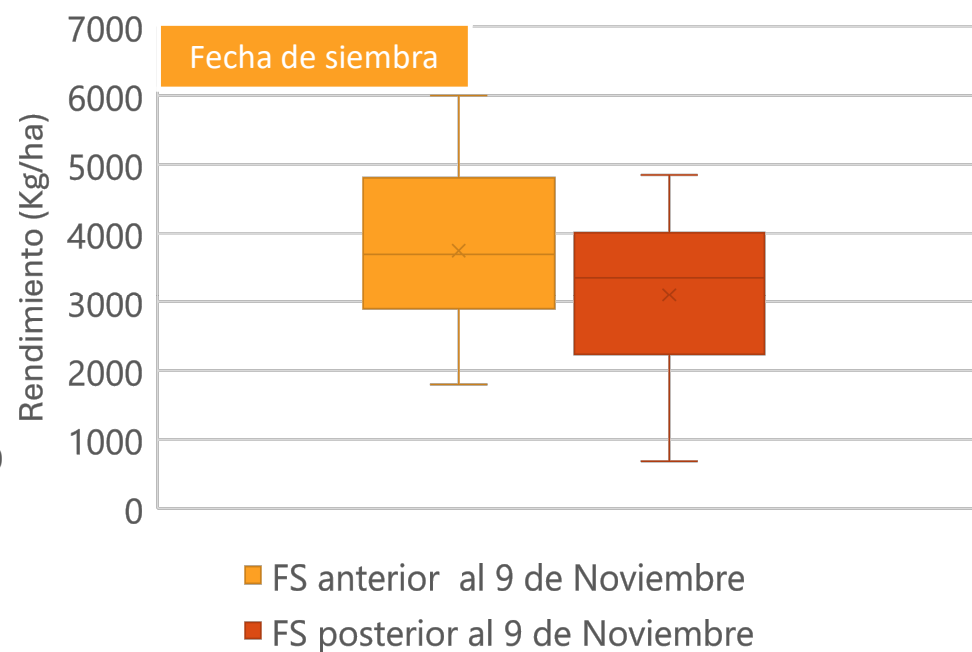 Fecha de siembra
Rendimiento (Kg/ha)
7000
6000
5000
4000
3000
2000
1000
0
FS anterior al 9 de Noviembre
FS posterior al 9 de Noviembre